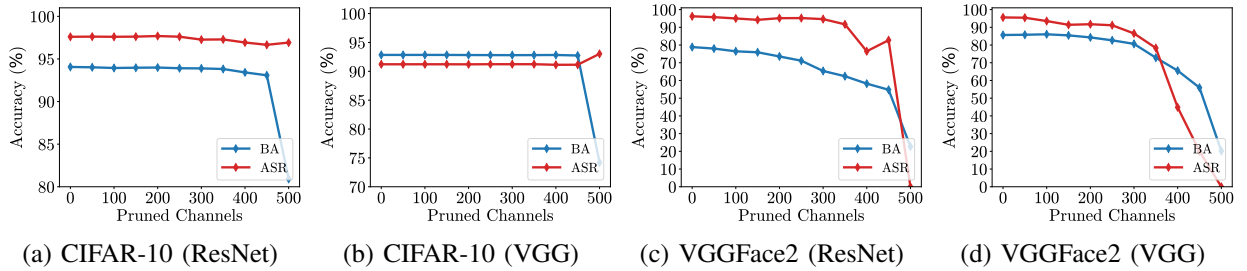 100
95
90
85
80
Accuracy (%)
0 100 200 300 400 500
Pruned Channels
BA
ASR
(a) CIFAR-10 (ResNet)
100
95
90
85
80
75
70
Accuracy (%)
0 100 200 300 400 500
Pruned Channels
BA
ASR
(b) CIFAR-10 (VGG)
100
90
80
70
60
50
40
30
20
10
0
Accuracy (%)
0 100 200 300 400 500
Pruned Channels
BA
ASR
(c) VGGFace2 (ResNet)
100
90
80
70
60
50
40
30
20
10
0
Accuracy (%)
0 100 200 300 400 500
Pruned Channels
BA
ASR
(d) VGGFace2 (VGG)